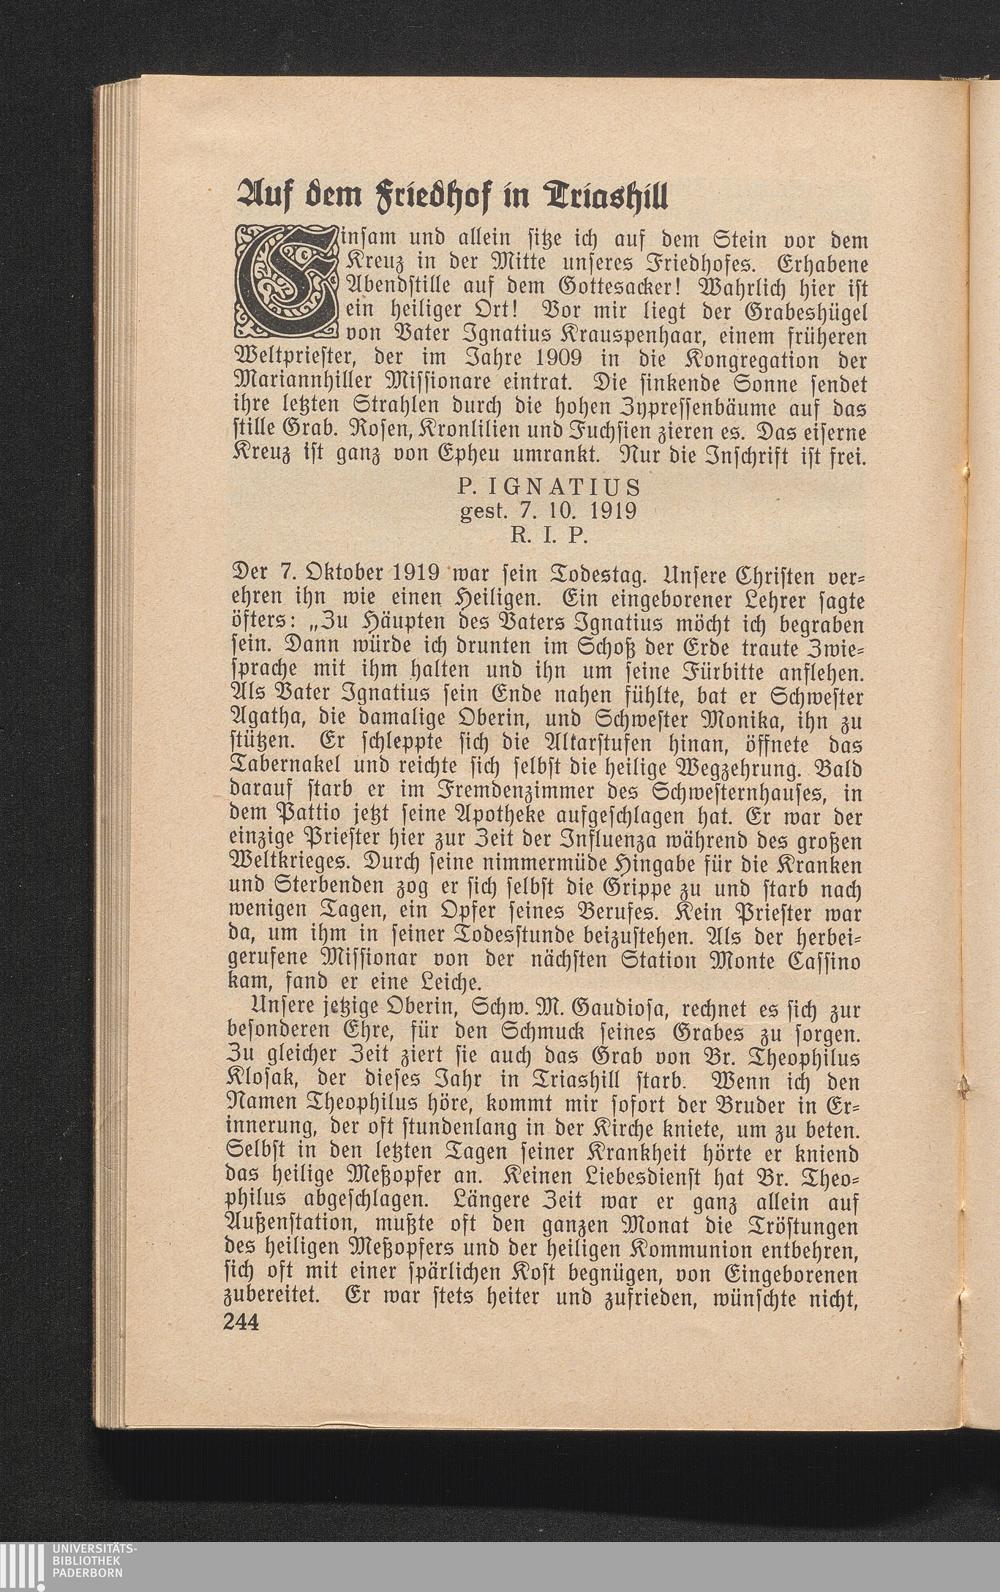 Auf dem Friedhof in Triashill
Einsam und allein sitze ich auf dem Stein vor dem
Kreuz in der Mitte unseres Friedhofes. Erhabene
Abendstille auf dem Gottesacker! Wahrlich hier ist
ein heiliger Ort! Vor mir liegt der Grabeshügel
von Vater Ignatius Krauspenhaar, einem früheren
Weltpriester, der im Jahre 1909 in die Kongregation der
Mariannhiller Missionare eintrat. Die sinkende Sonne sendet
ihre letzten Strahlen durch die hohen Zypressenbäume auf das
stille Grab. Rosen, Kronlilien und Fuchsien zieren es. Das eiserne
Kreuz ist ganz von Epheu umrankt. Nur die Inschrift ist frei.
P. IGNATIUS
gest. 7. 10. 1919
R. I. P.
Der 7. Oktober 1919 war sein Todestag. Unsere Christen ver-
ehren ihn wie einen Heiligen. Ein eingeborener Lehrer sagte
öfters: „Zu Häupten des Vaters Ignatius möcht ich begraben
sein. Dann würde ich drunten im Schoß der Erde traute Zwie-
sprache mit ihm halten und ihn um seine Fürbitte anflehen.
Als Vater Ignatius sein Ende nahen fühlte, bat er Schwester
Agatha, die damalige Oberin, und Schwester Monika, ihn zu
stützen. Er schleppte sich die Altarstufen hinan, öffnete das
Tabernakel und reichte sich selbst die heilige Wegzehrung. Bald
darauf starb er im Fremdenzimmer des Schwesternhauses, in
dem Pattio jetzt seine Apotheke aufgeschlagen hat. Er war der
einzige Priester hier zur Zeit der Influenza während des großen
Weltkrieges. Durch seine nimmermüde Hingabe für die Kranken
und Sterbenden zog er sich selbst die Grippe zu und starb nach
wenigen Tagen, ein Opfer seines Berufes. Kein Priester war
da, um ihm in seiner Todesstunde beizustehen. Als der herbei-
gerufene Missionar von der nächsten Station Monte Cassino
kam, fand er eine Leiche.
Unsere jetzige Oberin, Schw. M. Gaudiosa, rechnet es sich zur
besonderen Ehre, für den Schmuck seines Grabes zu sorgen.
Zu gleicher Zeit ziert sie auch das Grab von Br. Theophilus
Klosak, der dieses Jahr in Triashill starb. Wenn ich den
Namen Theophilus höre, kommt mir sofort der Bruder in Er-
innerung, der oft stundenlang in der Kirche kniete, um zu beten.
Selbst in den letzten Tagen seiner Krankheit hörte er kniend
das heilige Meßopfer an. Keinen Liebesdienst hat Br. Theo-
philus abgeschlagen. Längere Zeit war er ganz allein auf
Außenstation, mußte oft den ganzen Monat die Tröstungen
des heiligen Meßopfers und der heiligen Kommunion entbehren,
sich oft mit einer spärlichen Kost begnügen, von Eingeborenen
zubereitet. Er war stets heiter und zufrieden, wünschte nicht,
244
UNIVERSITÄTS-
BIBLIOTHEK
PADERBORN